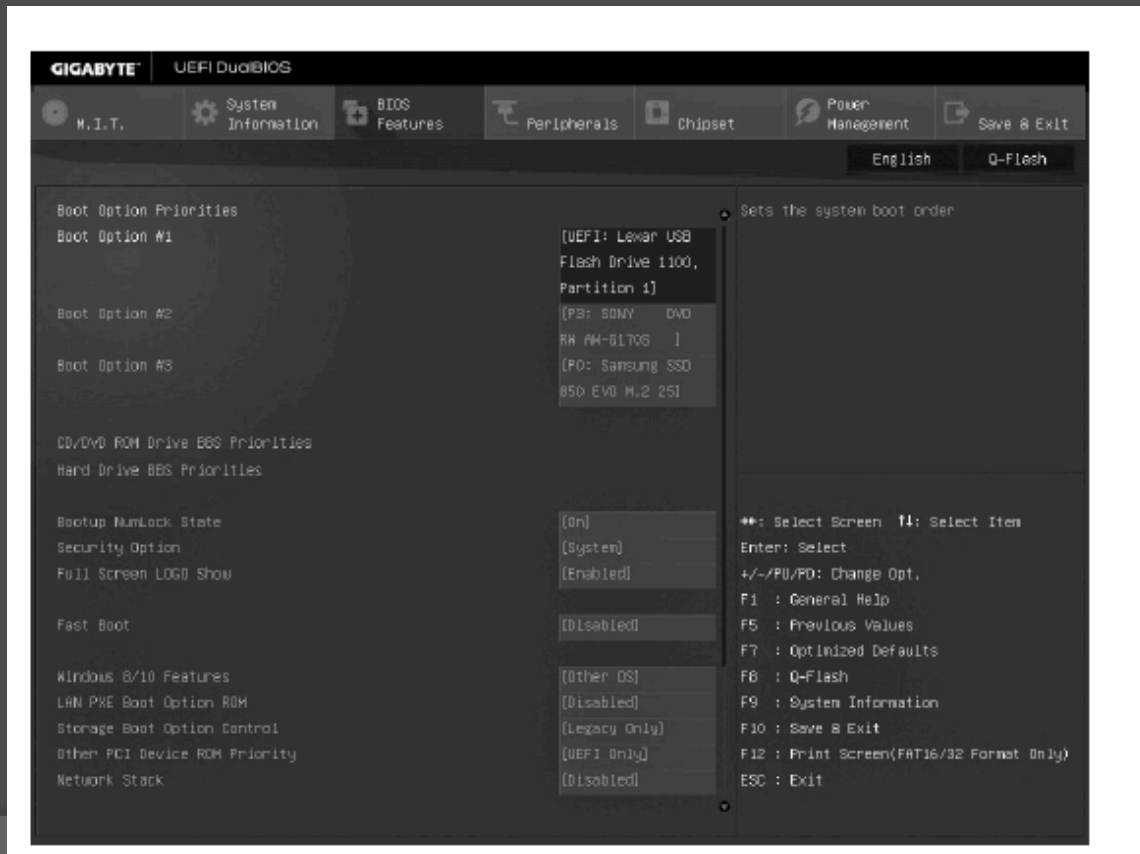 GIGABYTE™ UEFI DualBIOS
M.I.T.
System Information
BIOS Features
Peripherals
Chipset
Power Management
Save & Exit
English Q-Flash
Boot Option Priorities
Boot Option #1 [UEFI: Lexar USB
Flash Drive 1100,
Partition 1]
Boot Option #2 [P3: SONY DVD
RW AW-G170S ]
Boot Option #3 [P0: Samsung SSD
850 EVO M.2 25]
CD/DVD ROM Drive BBS Priorities
Hard Drive BBS Priorities
Bootup NumLock State [On]
Security Option [System]
Full Screen LOGO Show [Enabled]
Fast Boot [Disabled]
Windows 8/10 Features [Other OS]
LAN PXE Boot Option ROM [Disabled]
Storage Boot Option Control [Legacy Only]
Other PCI Device ROM Priority [UEFI Only]
Network Stack [Disabled]
Sets the system boot order
↔: Select Screen ↑↓: Select Item
Enter: Select
+/-/PU/PD: Change Opt.
F1 : General Help
F5 : Previous Values
F7 : Optimized Defaults
F8 : Q-Flash
F9 : System Information
F10 : Save & Exit
F12 : Print Screen(FAT16/32 Format Only)
ESC : Exit